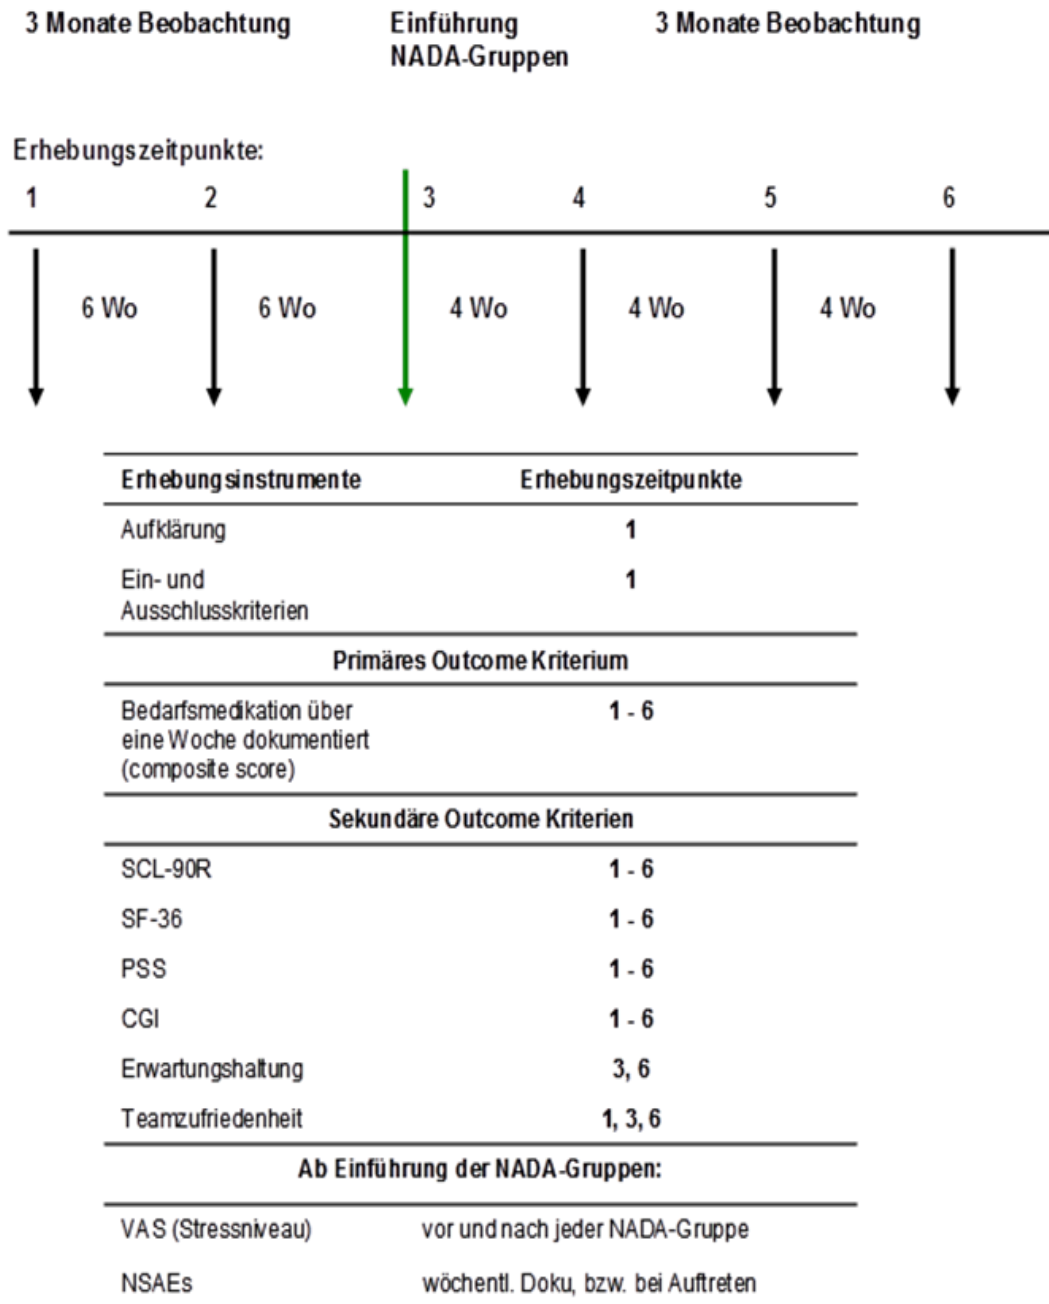 3 Monate Beobachtung Einführung 3 Monate Beobachtung
NADA-Gruppen
Erhebungszeitpunkte:
1 2 3 4 5 6
6 Wo 6 Wo 4 Wo 4 Wo 4 Wo
Erhebungsinstrumente Erhebungszeitpunkte
Aufklärung 1
Ein- und 1
Ausschlusskriterien
Primäres Outcome Kriterium
Bedarfsmedikation über 1 - 6
eine Woche dokumentiert
(composite score)
Sekundäre Outcome Kriterien
SCL-90R 1 - 6
SF-36 1 - 6
PSS 1 - 6
CGI 1 - 6
Erwartungshaltung 3, 6
Teamzufriedenheit 1, 3, 6
Ab Einführung der NADA-Gruppen:
VAS (Stressniveau) vor und nach jeder NADA-Gruppe
NSAEs wöchentl. Doku, bzw. bei Auftreten